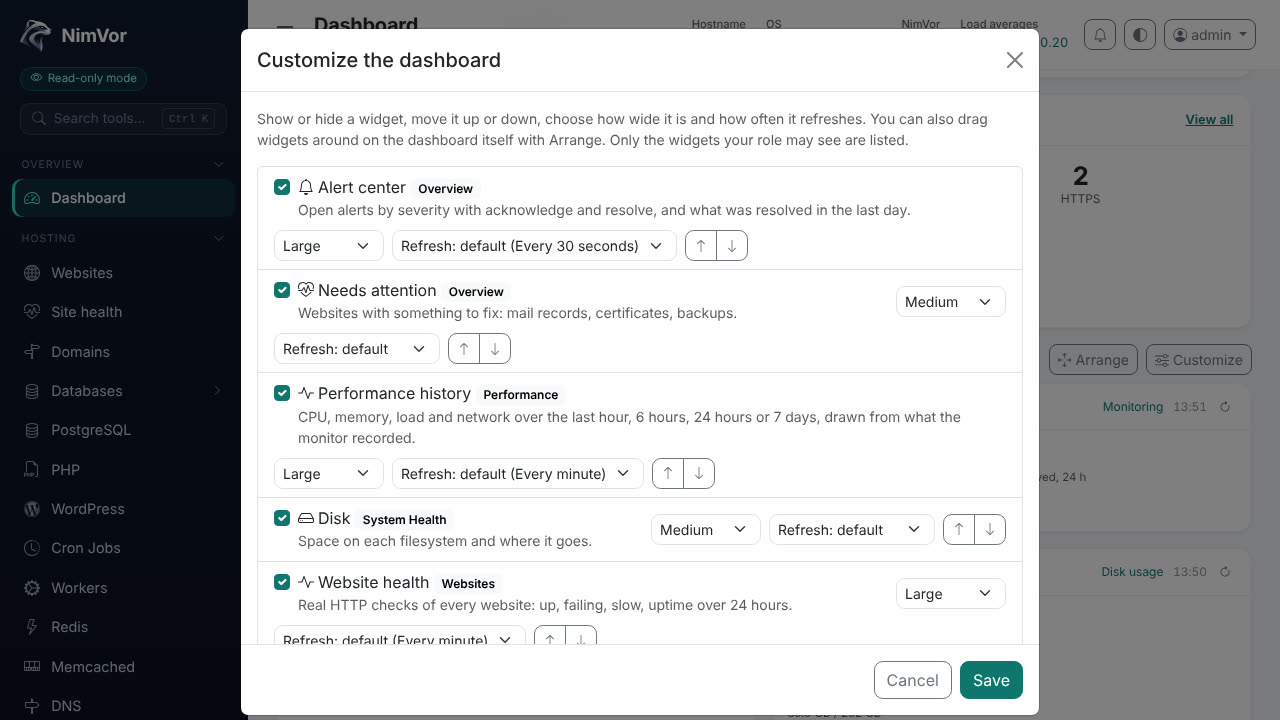 NimVor
Dashboard
Hostname
OS
NimVor
Load averages
0.20
admin
Read-only mode
Search tools...
Ctrl K
OVERVIEW
Dashboard
HOSTING
Websites
Site health
Domains
Databases
PostgreSQL
PHP
WordPress
Cron Jobs
Workers
Redis
Memcached
DNS
View all
2
HTTPS
Arrange
Customize
Monitoring 13:51
24 h
Disk usage 13:50
Customize the dashboard
Show or hide a widget, move it up or down, choose how wide it is and how often it refreshes. You can also drag
widgets around on the dashboard itself with Arrange. Only the widgets your role may see are listed.
Alert center Overview
Open alerts by severity with acknowledge and resolve, and what was resolved in the last day.
Large
Refresh: default (Every 30 seconds)
Needs attention Overview
Websites with something to fix: mail records, certificates, backups.
Medium
Refresh: default
Performance history Performance
CPU, memory, load and network over the last hour, 6 hours, 24 hours or 7 days, drawn from what the
monitor recorded.
Large
Refresh: default (Every minute)
Disk System Health
Space on each filesystem and where it goes.
Medium
Refresh: default
Website health Websites
Real HTTP checks of every website: up, failing, slow, uptime over 24 hours.
Large
Refresh: default (Every minute)
Cancel
Save